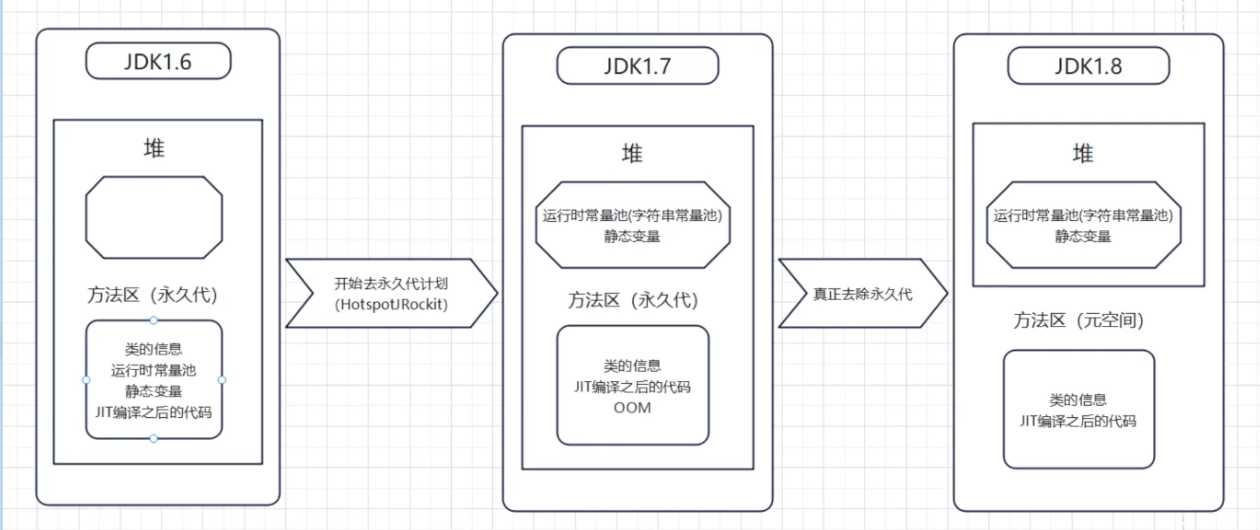 JDK1.6
堆
方法区（永久代）
类的信息
运行时常量池
静态变量
JIT编译之后的代码
开始去永久代计划
(HotspotJRockit)
JDK1.7
堆
运行时常量池(字符串常量池)
静态变量
方法区（永久代）
类的信息
JIT编译之后的代码
OOM
真正去除永久代
JDK1.8
堆
运行时常量池(字符串常量池)
静态变量
方法区（元空间）
类的信息
JIT编译之后的代码